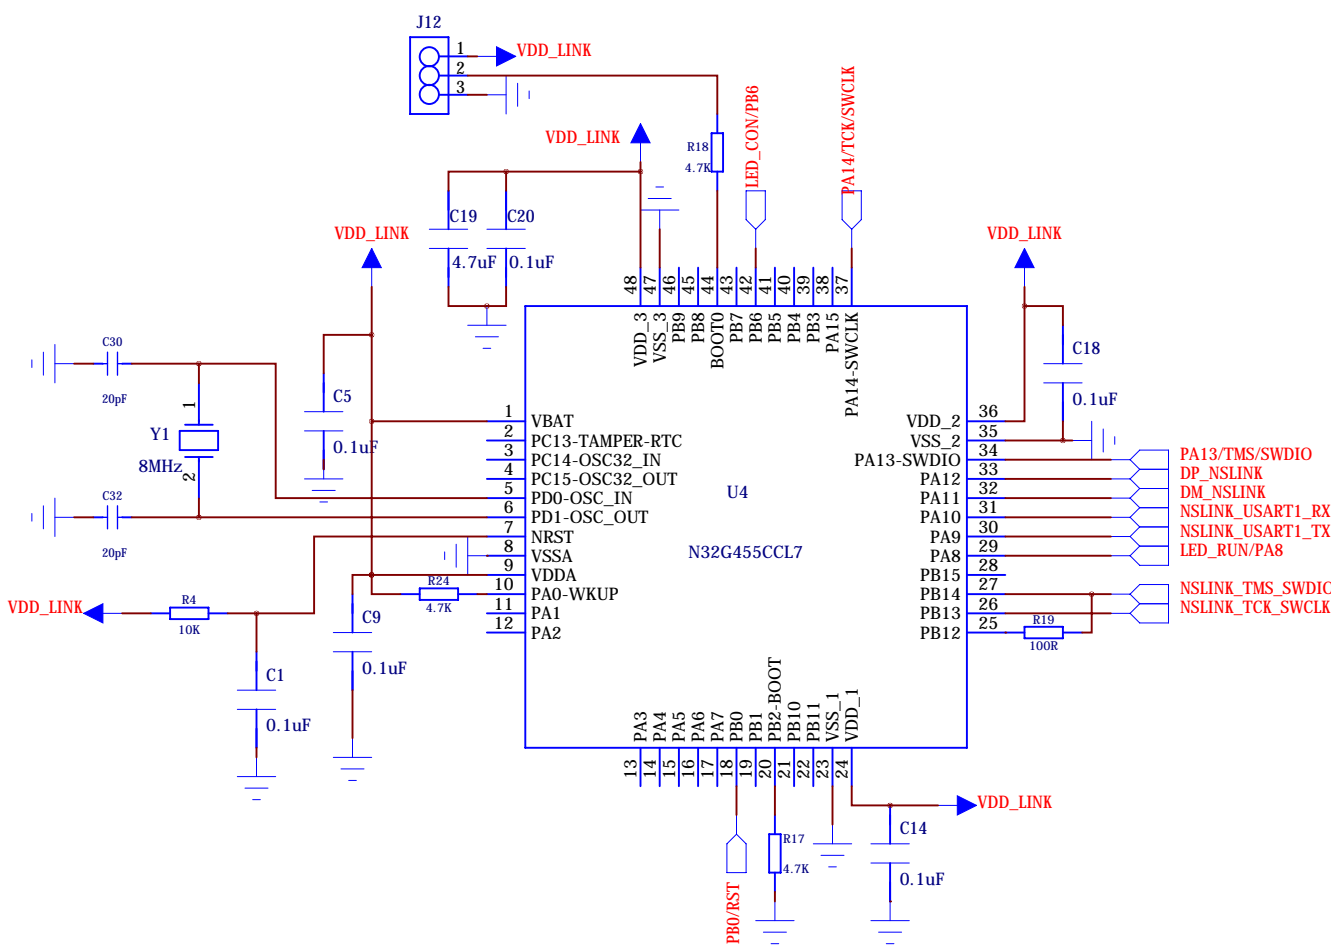 J12
1
2
3
VDD_LINK
VDD_LINK
R18
4.7K
LED_CON/PB6
PA14/TCK/SWCLK
C19
4.7uF
C20
0.1uF
VDD_LINK
VDD_LINK
48
47
46
45
44
43
42
41
40
39
38
37
VDD_3
VSS_3
PB9
PB8
BOOT0
PB7
PB6
PB5
PB4
PB3
PA15
PA14-SWCLK
C30
20pF
Y1
8MHz
1
2
C32
20pF
C5
0.1uF
C18
0.1uF
1 VBAT
2 PC13-TAMPER-RTC
3 PC14-OSC32_IN
4 PC15-OSC32_OUT
5 PD0-OSC_IN
6 PD1-OSC_OUT
7 NRST
8 VSSA
9 VDDA
10 PA0-WKUP
11 PA1
12 PA2
U4
N32G455CCL7
VDD_2 36
VSS_2 35
PA13-SWDIO 34
PA12 33
PA11 32
PA10 31
PA9 30
PA8 29
PB15 28
PB14 27
PB13 26
PB12 25
PA13/TMS/SWDIO
DP_NSLINK
DM_NSLINK
NSLINK_USART1_RX
NSLINK_USART1_TX
LED_RUN/PA8
NSLINK_TMS_SWDIO
NSLINK_TCK_SWCLK
R19
100R
R24
4.7K
VDD_LINK
R4
10K
C9
0.1uF
C1
0.1uF
PA3
PA4
PA5
PA6
PA7
PB0
PB1
PB2-BOOT
PB10
PB11
VSS_1
VDD_1
13
14
15
16
17
18
19
20
21
22
23
24
VDD_LINK
C14
0.1uF
R17
4.7K
PB0/RST